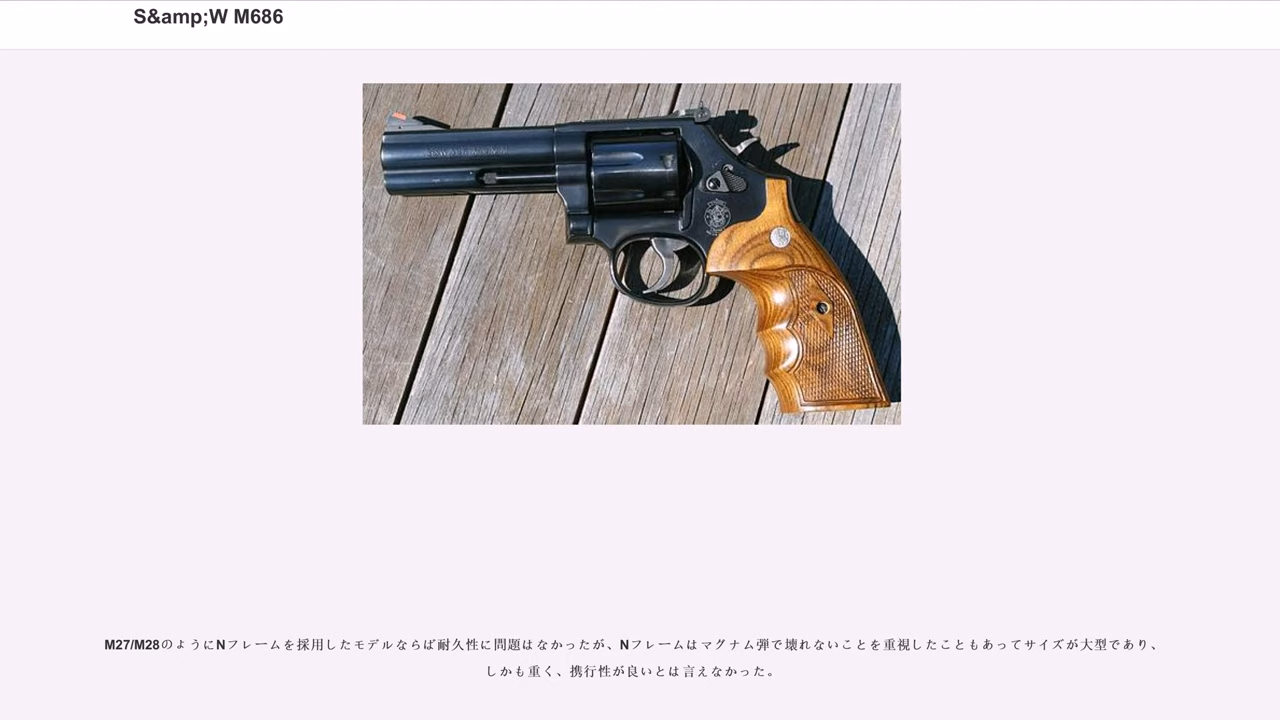 S&amp;W M686
M27/M28のようにNフレームを採用したモデルならば耐久性に問題はなかったが、Nフレームはマグナム弾で壊れないことを重視したこともあってサイズが大型であり、
しかも重く、携行性が良いとは言えなかった。